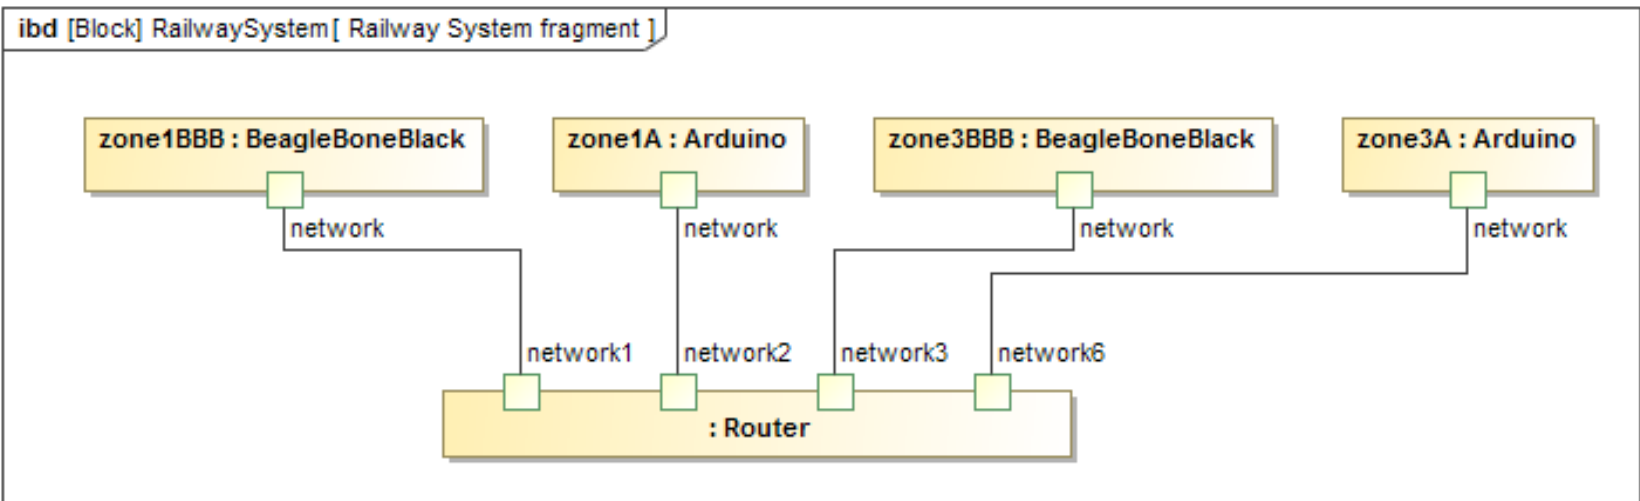 ibd [Block] RailwaySystem[ Railway System fragment ]
zone1BBB : BeagleBoneBlack
zone1A : Arduino
zone3BBB : BeagleBoneBlack
zone3A : Arduino
network
network
network
network
network1
network2
network3
network6
: Router